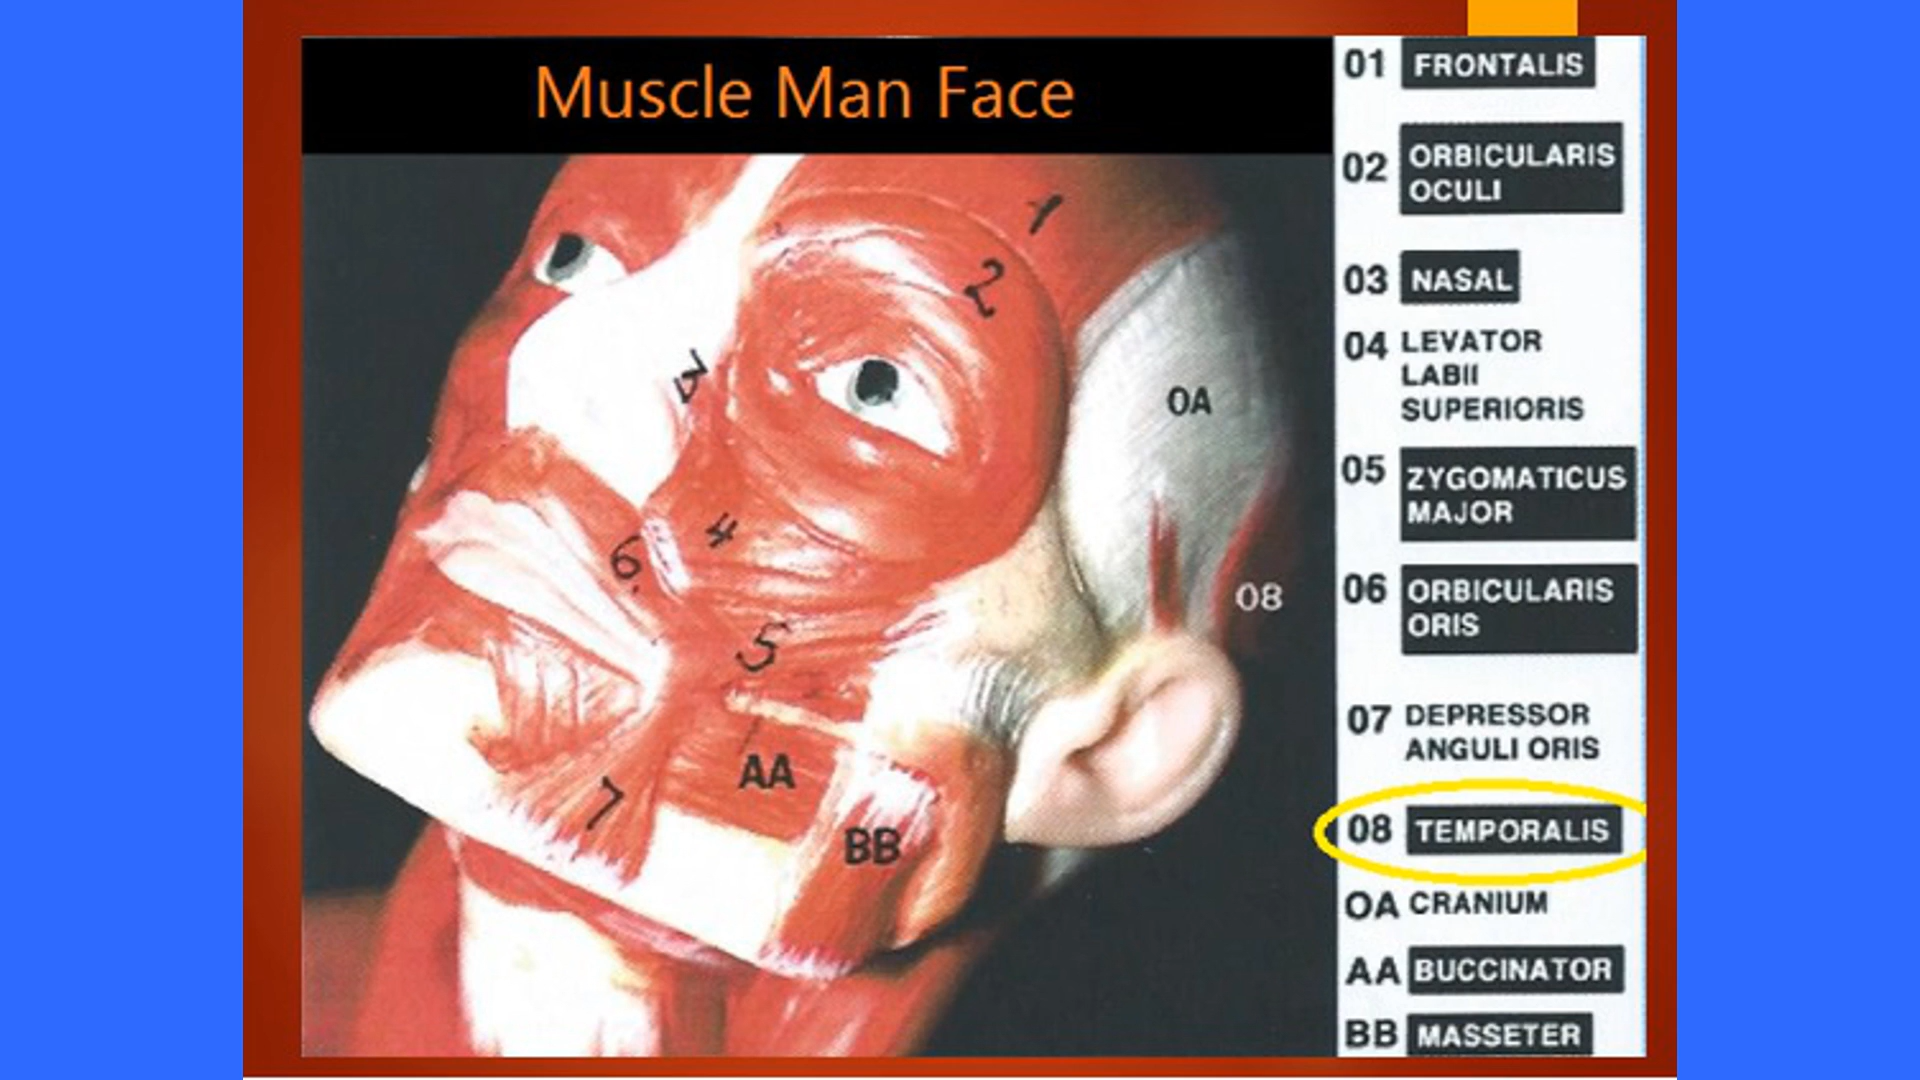 Muscle Man Face
1
2
3
OA
4
6
08
5
AA
7
BB
01 FRONTALIS
02 ORBICULARIS
OCULI
03 NASAL
04 LEVATOR
LABII
SUPERIORIS
05 ZYGOMATICUS
MAJOR
06 ORBICULARIS
ORIS
07 DEPRESSOR
ANGULI ORIS
08 TEMPORALIS
OA CRANIUM
AA BUCCINATOR
BB MASSETER